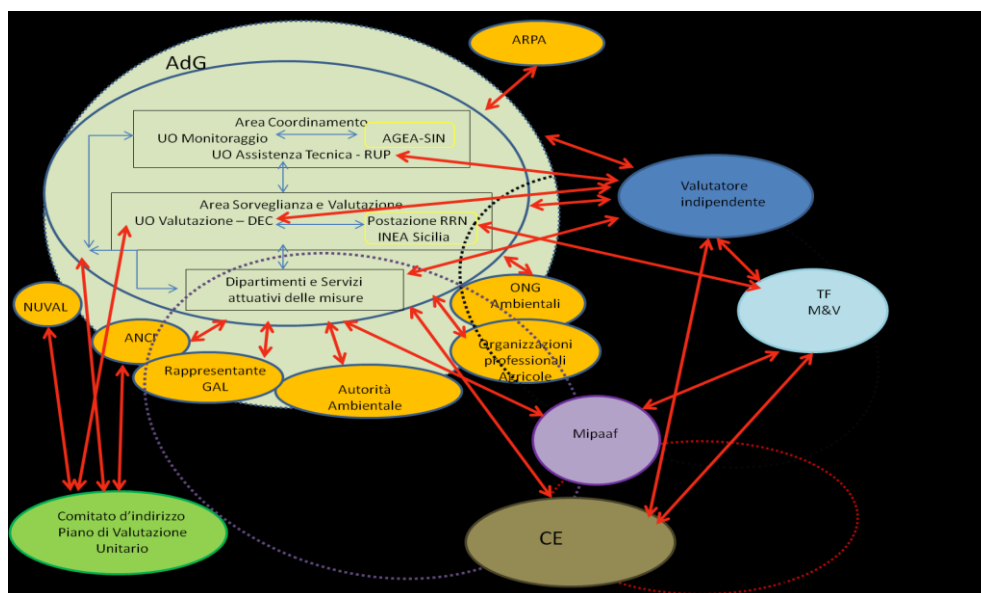 ARPA
AdG
Area Coordinamento
UO Monitoraggio
AGEA-SIN
UO Assistenza Tecnica - RUP
Valutatore
indipendente
Area Sorveglianza e Valutazione
UO Valutazione – DEC
Postazione RRN
INEA Sicilia
Dipartimenti e Servizi
attuativi delle misure
ONG
Ambientali
TF
M&V
NUVAL
ANCI
Organizzazioni
professionali
Agricole
Rappresentante
GAL
Autorità
Ambientale
Mipaaf
Comitato d'indirizzo
Piano di Valutazione
Unitario
CE